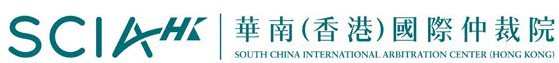 SCIAHK
華南(香港)國際仲裁院
SOUTH CHINA INTERNATIONAL ARBITRATION CENTER (HONG KONG)